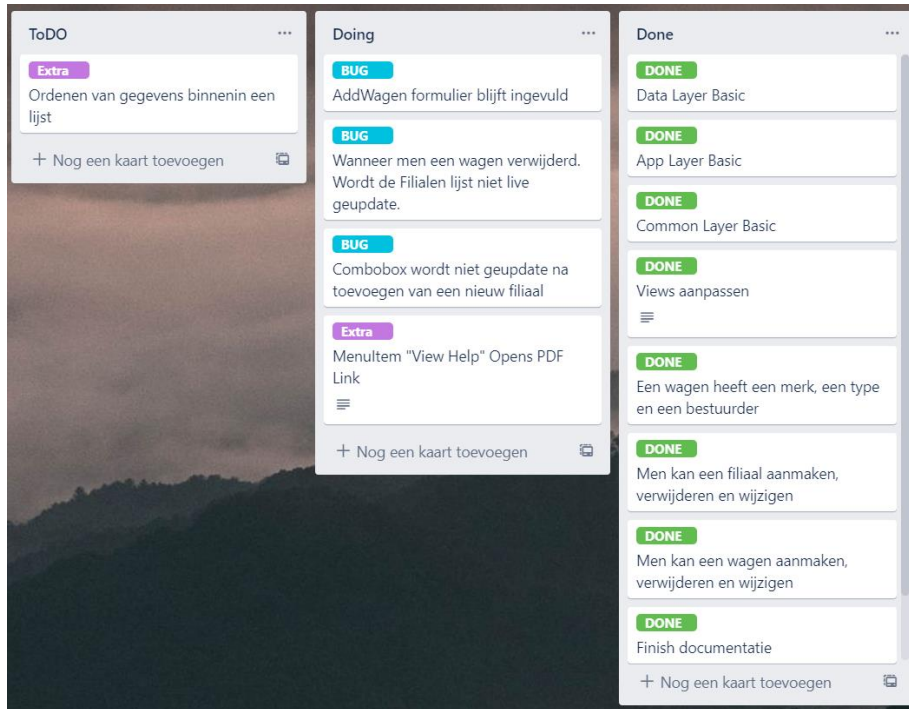 ToDO
Extra
Ordenen van gegevens binnenin een
lijst
+ Nog een kaart toevoegen
Doing
BUG
AddWagen formulier blijft ingevuld
BUG
Wanneer men een wagen verwijderd.
Wordt de Filialen lijst niet live
geupdate.
BUG
Combobox wordt niet geupdate na
toevoegen van een nieuw filiaal
Extra
MenuItem "View Help" Opens PDF
Link
+ Nog een kaart toevoegen
Done
DONE
Data Layer Basic
DONE
App Layer Basic
DONE
Common Layer Basic
DONE
Views aanpassen
DONE
Een wagen heeft een merk, een type
en een bestuurder
DONE
Men kan een filiaal aanmaken,
verwijderen en wijzigen
DONE
Men kan een wagen aanmaken,
verwijderen en wijzigen
DONE
Finish documentatie
+ Nog een kaart toevoegen